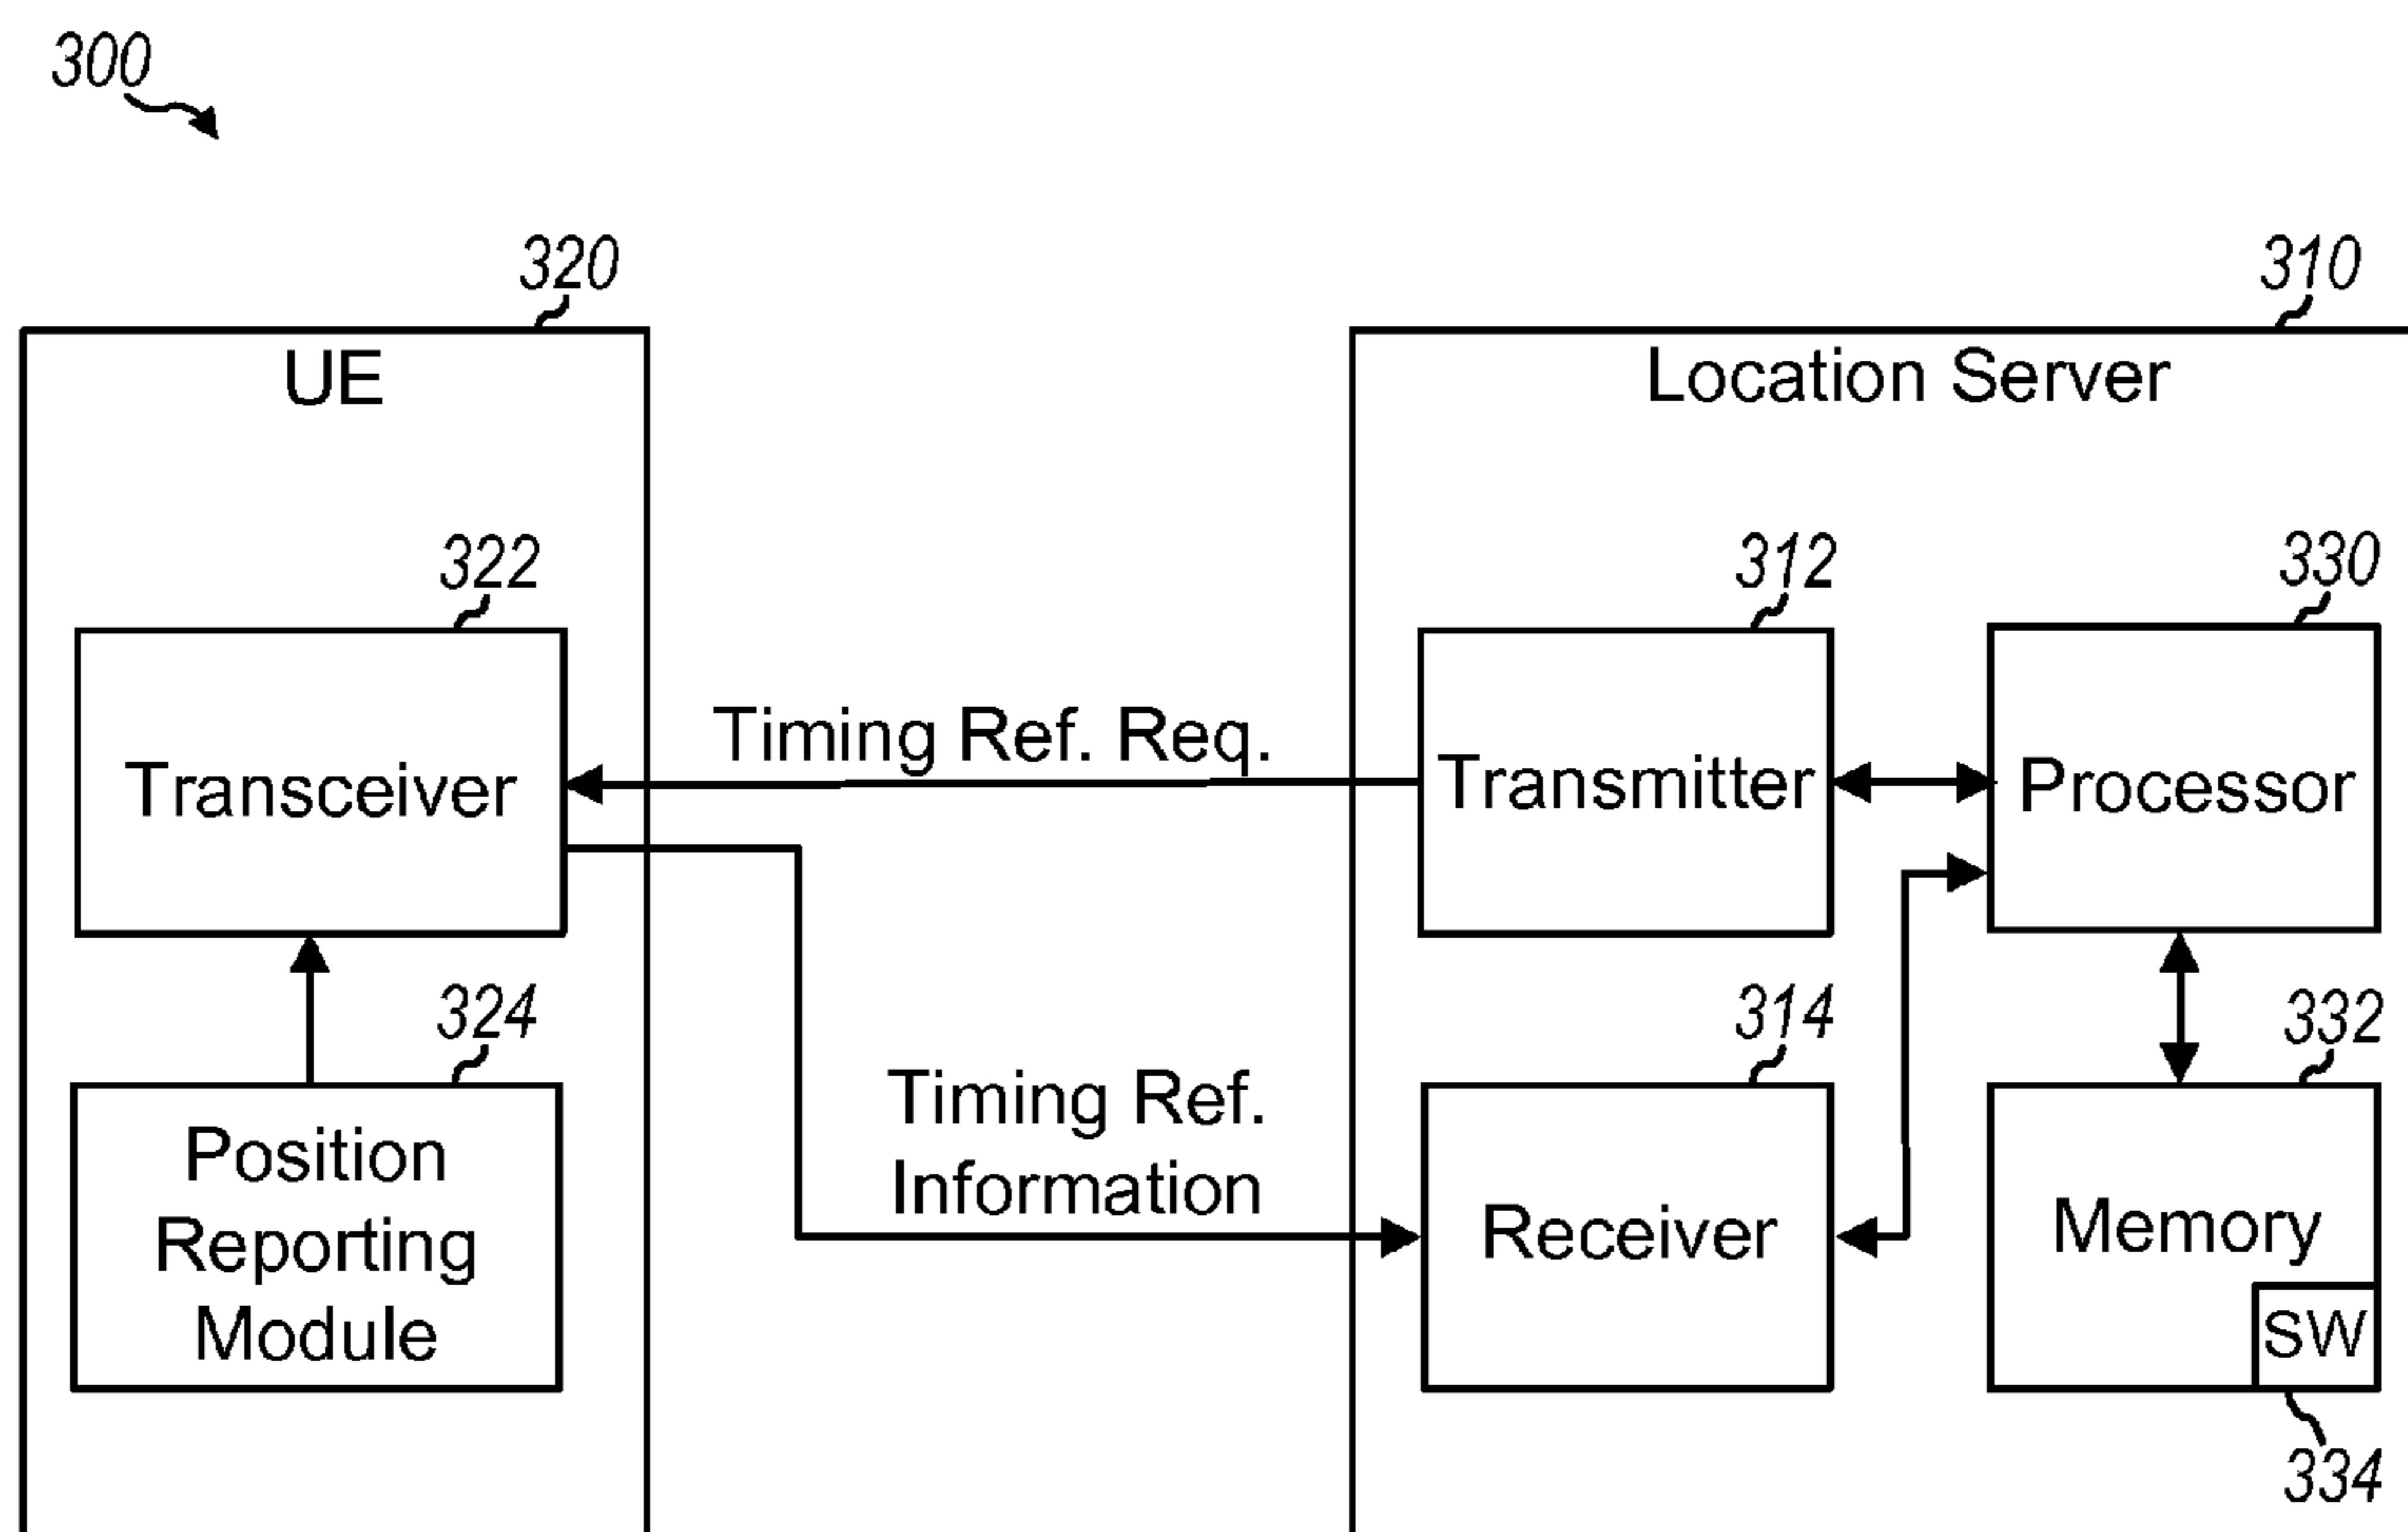 300
320
310
UE
Location Server
322
312
330
Timing Ref. Req.
Transceiver
Transmitter
Processor
324
314
332
Timing Ref.
Information
Position
Reporting
Module
Receiver
Memory
SW
334